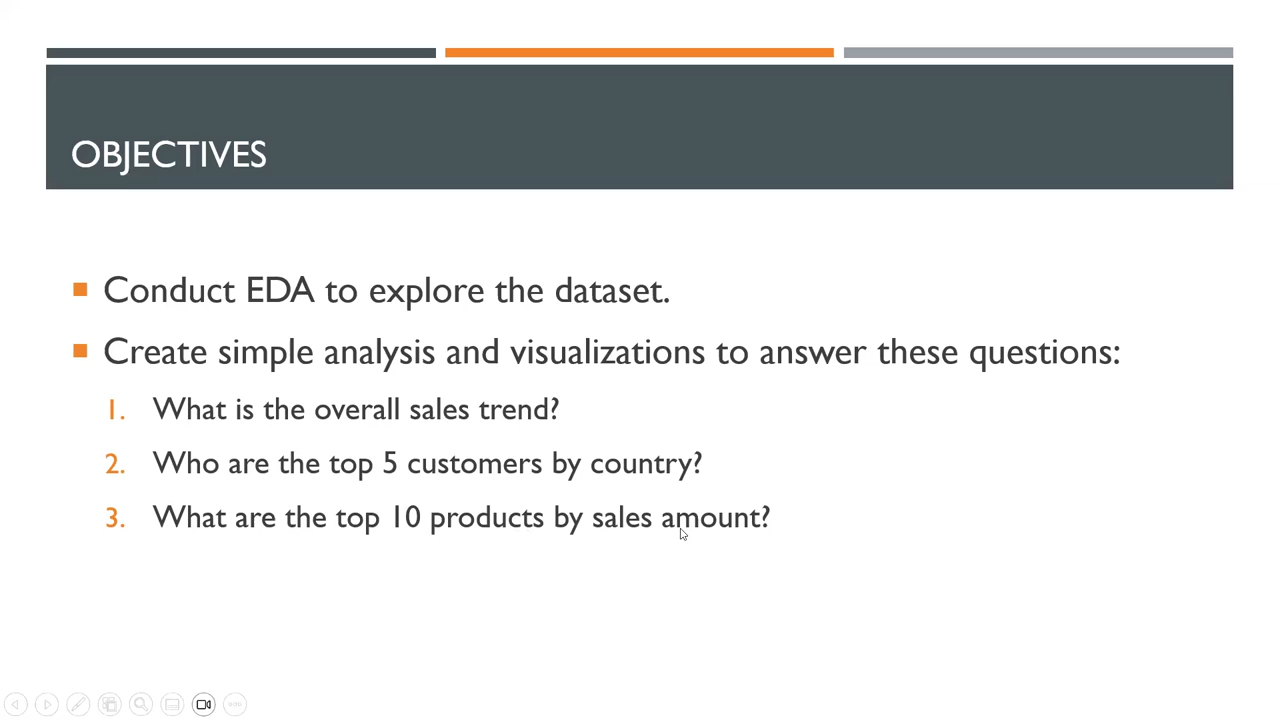 OBJECTIVES
Conduct EDA to explore the dataset.
Create simple analysis and visualizations to answer these questions:
1. What is the overall sales trend?
2. Who are the top 5 customers by country?
3. What are the top 10 products by sales amount?